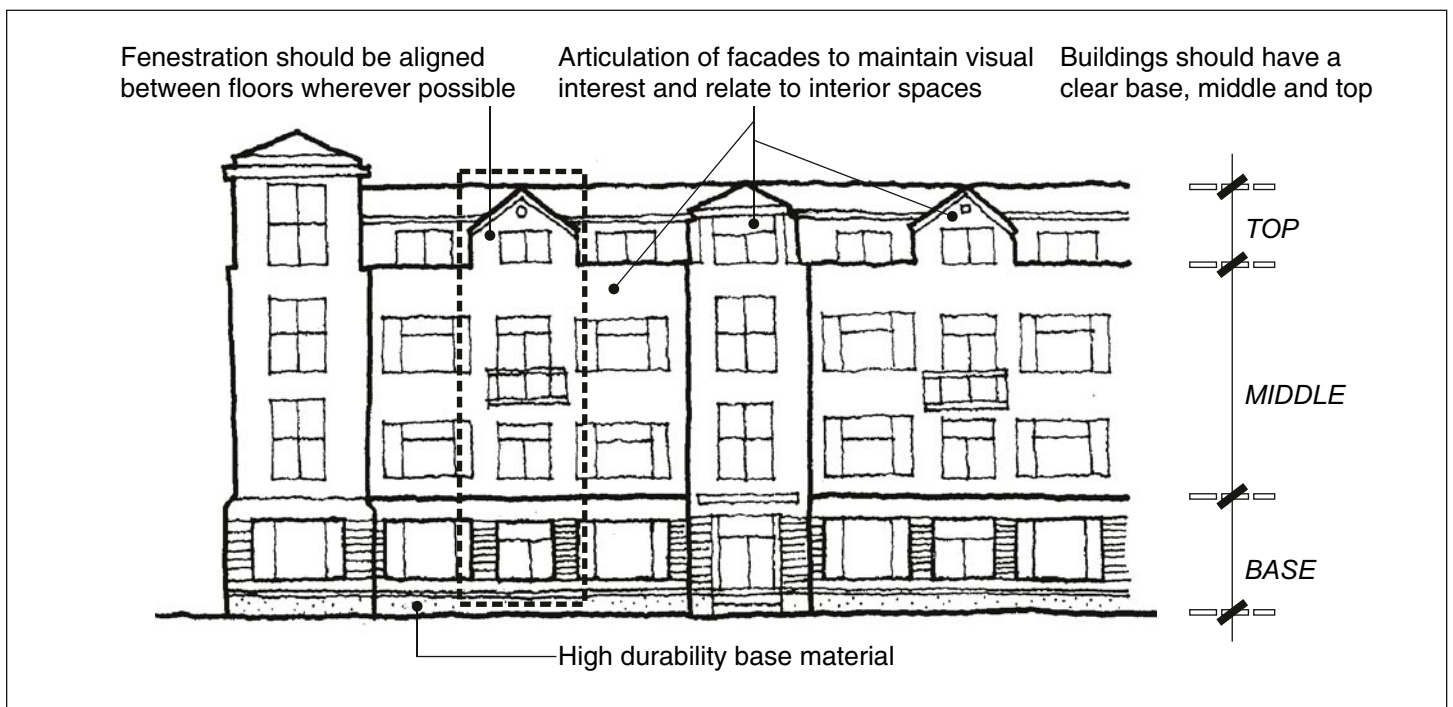 Fenestration should be aligned
between floors wherever possible
Articulation of facades to maintain visual
interest and relate to interior spaces
Buildings should have a
clear base, middle and top
TOP
MIDDLE
BASE
High durability base material